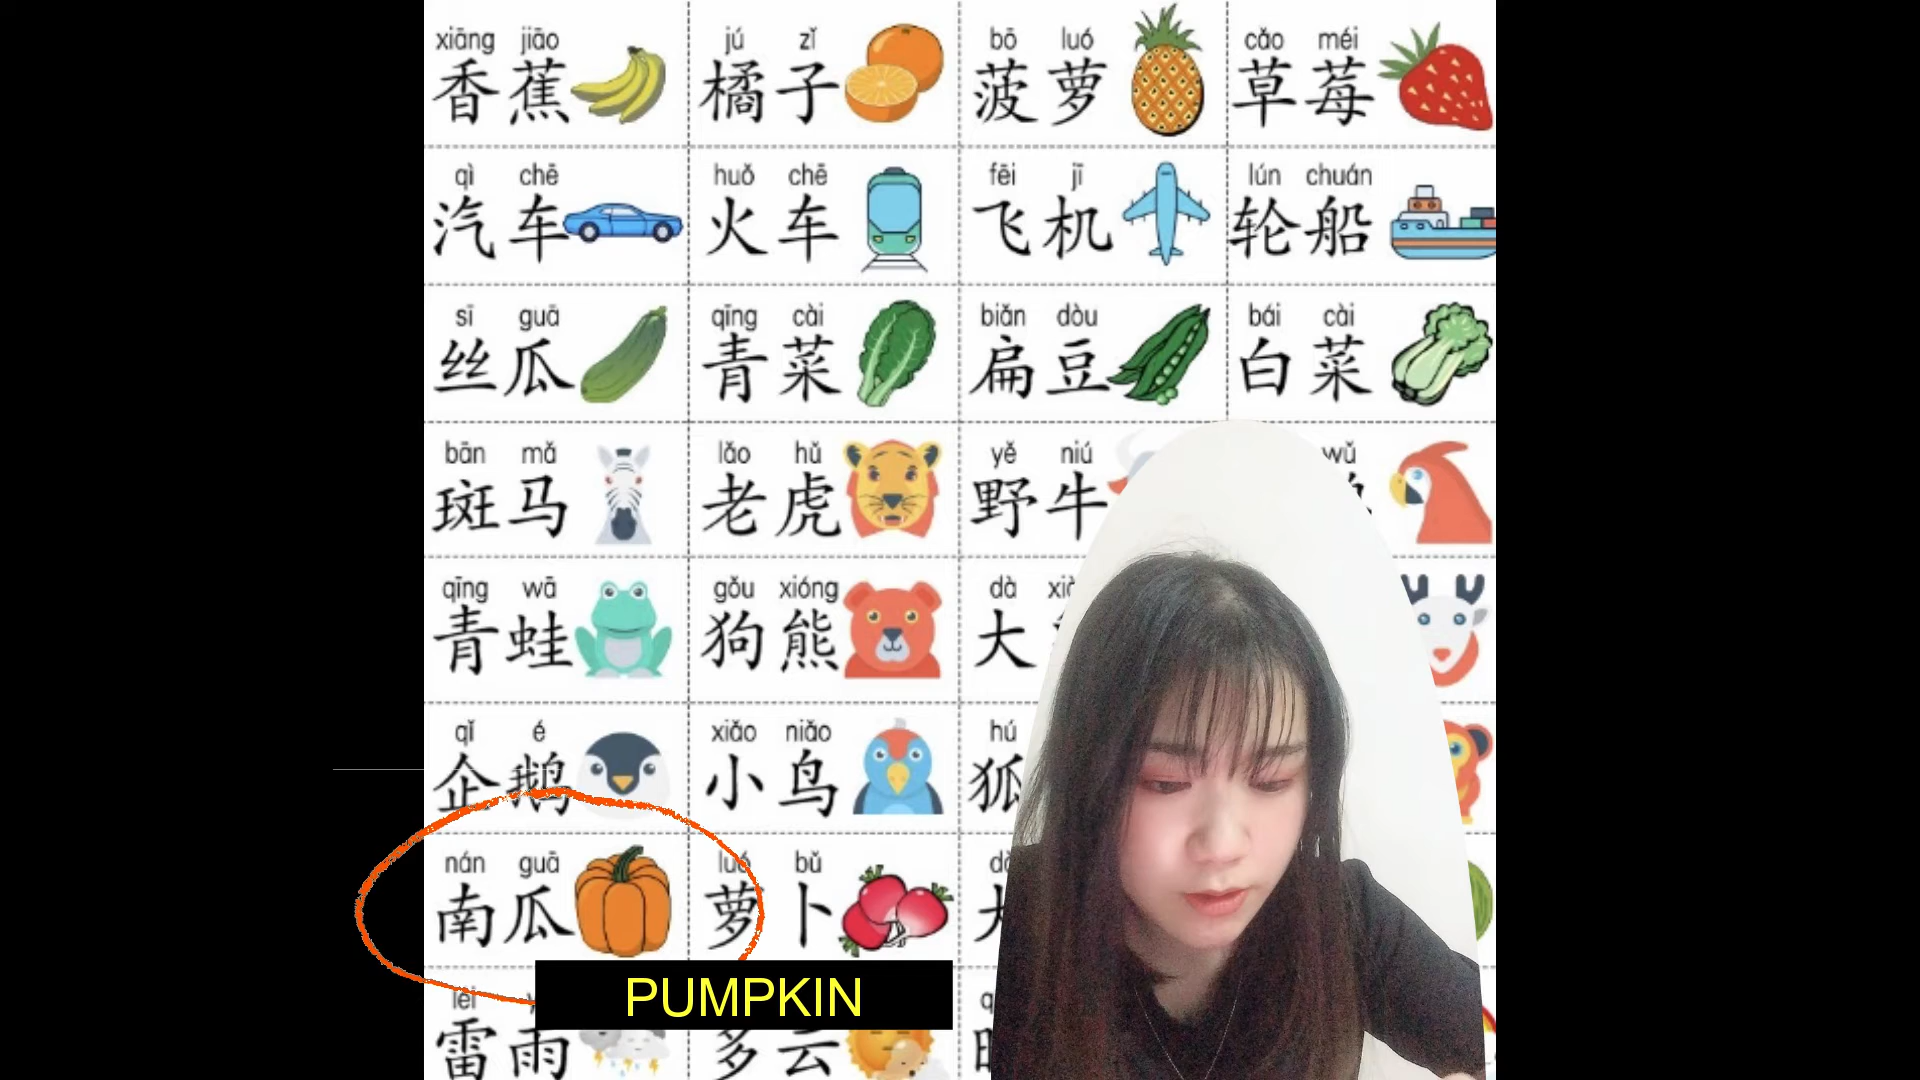 xiāng jiāo jú zǐ bō luó cǎo méi
香蕉 橘子 菠萝 草莓
qì chē huǒ chē fēi jī lún chuán
汽车 火车 飞机 轮船
sī guā qīng cài biǎn dòu bái cài
丝瓜 青菜 扁豆 白菜
bān mǎ lǎo hǔ yě niú wǔ
斑马 老虎 野牛
qīng wā gǒu xióng dà
青蛙 狗熊 大
qǐ é xiǎo niǎo hú
企鹅 小鸟 狐
nán guā luó bǔ
南瓜 萝卜
léi
雷雨 多云
PUMPKIN